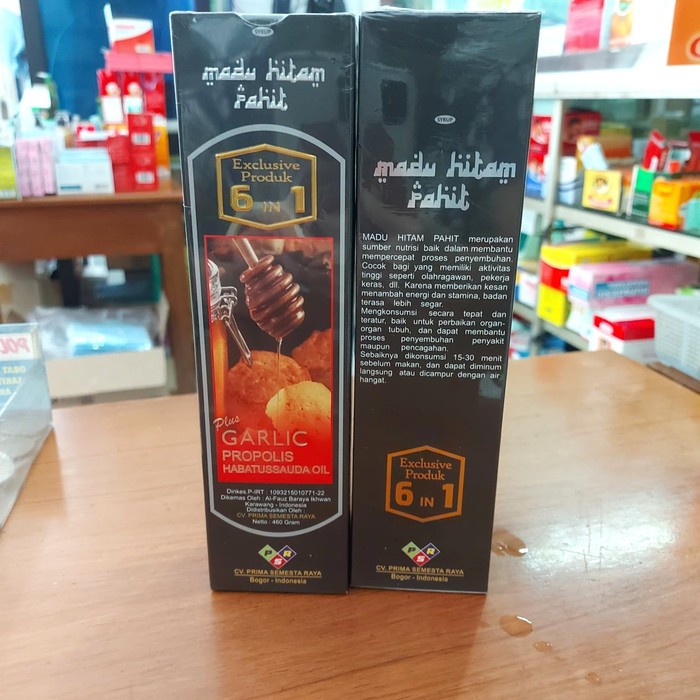 SYRUP
madu hitam
pahit
Exclusive
Produk
6 IN 1
Plus
GARLIC
PROPOLIS
HABATUSSAUDA OIL
Dinkes.P-IRT : 1093215010771-22
Dikemas Oleh : Al-Fauz Baraya Ikhwan
Karawang - Indonesia
Didistribusikan Oleh :
CV. PRIMA SEMESTA RAYA
Netto : 460 Gram
PSR
CV. PRIMA SEMESTA RAYA
Bogor - Indonesia
SYRUP
madu hitam
pahit
MADU HITAM PAHIT merupakan
sumber nutrisi baik dalam membantu
mempercepat proses penyembuhan.
Cocok bagi yang memiliki aktivitas
tinggi seperti olahragawan, pekerja
keras, dll. Karena memberikan kesan
menambah energi dan stamina, badan
terasa lebih segar.
Mengkonsumsi secara tepat dan
teratur, baik untuk perbaikan organ-
organ tubuh, dan dapat membantu
proses penyembuhan penyakit
maupun pencagahan.
Sebaiknya dikonsumsi 15-30 menit
sebelum makan, dan dapat diminum
langsung atau dicampur dengan air
hangat.
Exclusive
Produk
6 IN 1
PSR
CV. PRIMA SEMESTA RAYA
Bogor - Indonesia